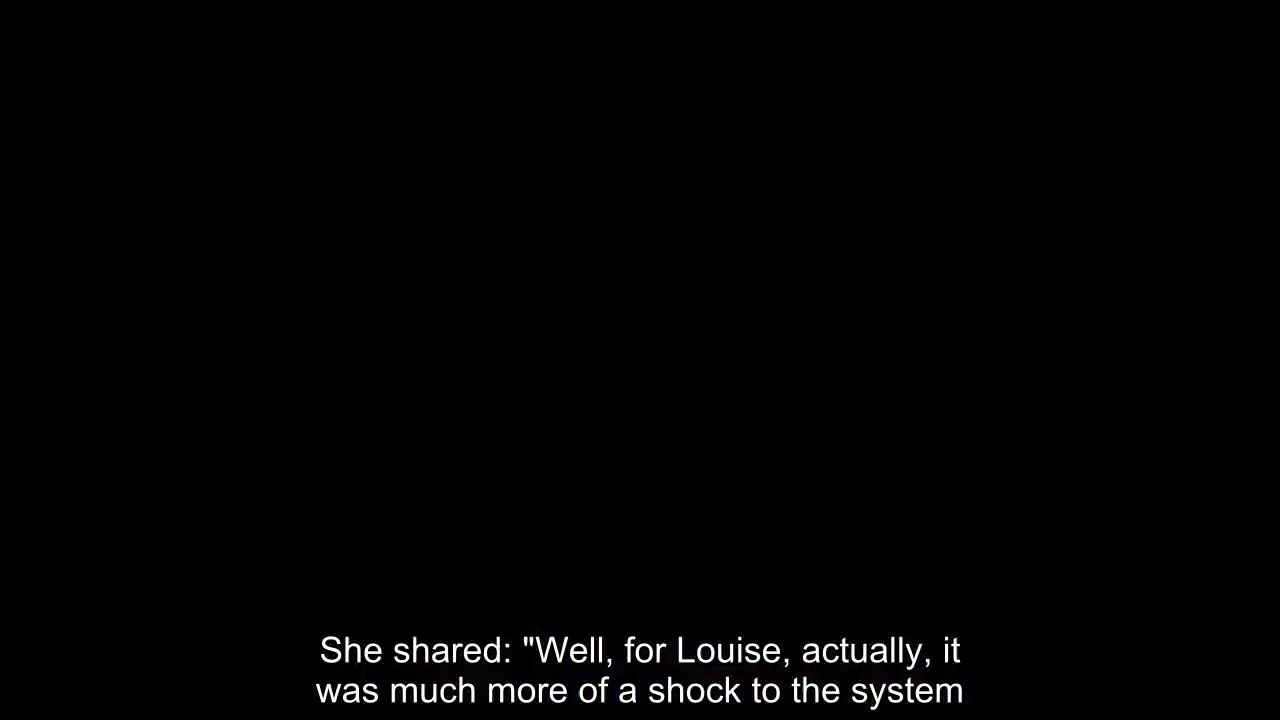 She shared: "Well, for Louise, actually, it
was much more of a shock to the system